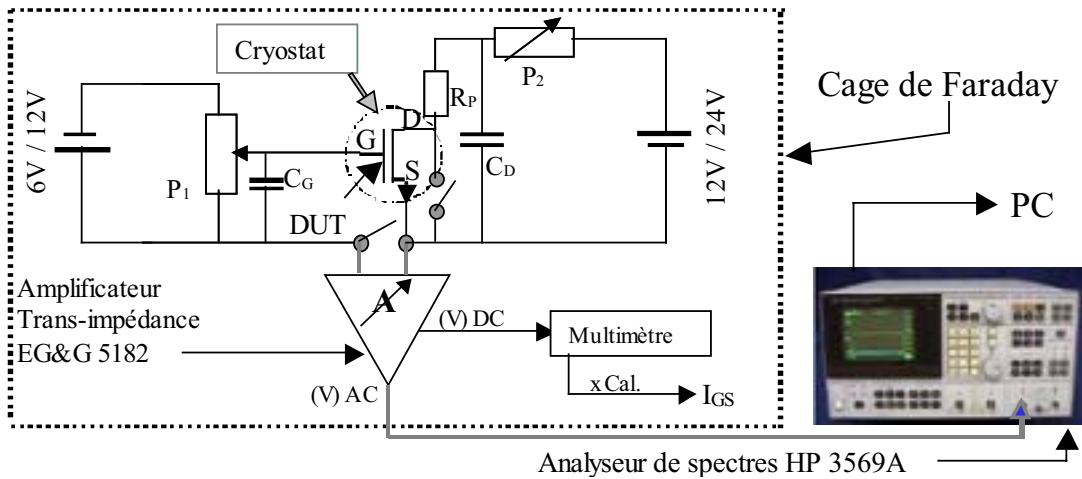 Cryostat
P2
RP
D
G
S
CD
6V / 12V
P1
CG
DUT
12V / 24V
Cage de Faraday
PC
Amplificateur
Trans-impédance
EG&G 5182
A
(V) DC
Multimètre
(V) AC
x Cal.
IGS
Analyseur de spectres HP 3569A